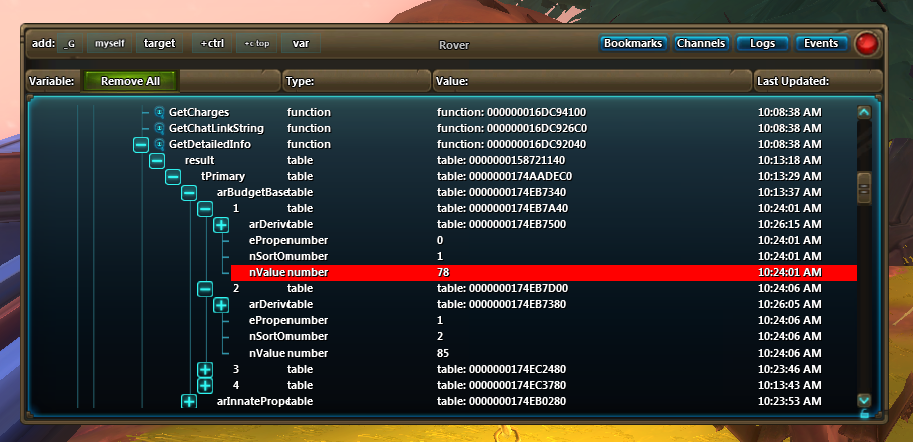 add: _G myself target +ctrl +c top var Rover Bookmarks Channels Logs Events
Variable: Remove All Type: Value: Last Updated:
GetCharges function function: 000000016DC94100 10:08:38 AM
GetChatLinkString function function: 000000016DC926C0 10:08:38 AM
GetDetailedInfo function function: 000000016DC92040 10:08:38 AM
result table table: 0000000158721140 10:13:18 AM
tPrimary table table: 0000000174AADEC0 10:13:29 AM
arBudgetBase table table: 0000000174EB7340 10:13:37 AM
1 table table: 0000000174EB7A40 10:24:01 AM
arDerive table table: 0000000174EB7500 10:26:15 AM
ePrope number 0 10:24:01 AM
nSortO number 1 10:24:01 AM
nValue number 78 10:24:01 AM
2 table table: 0000000174EB7D00 10:24:06 AM
arDerive table table: 0000000174EB7380 10:26:05 AM
ePrope number 1 10:24:06 AM
nSortO number 2 10:24:06 AM
nValue number 85 10:24:06 AM
3 table table: 0000000174EC2480 10:23:46 AM
4 table table: 0000000174EC3780 10:13:43 AM
arInnatePrope table table: 0000000174EB0280 10:23:53 AM